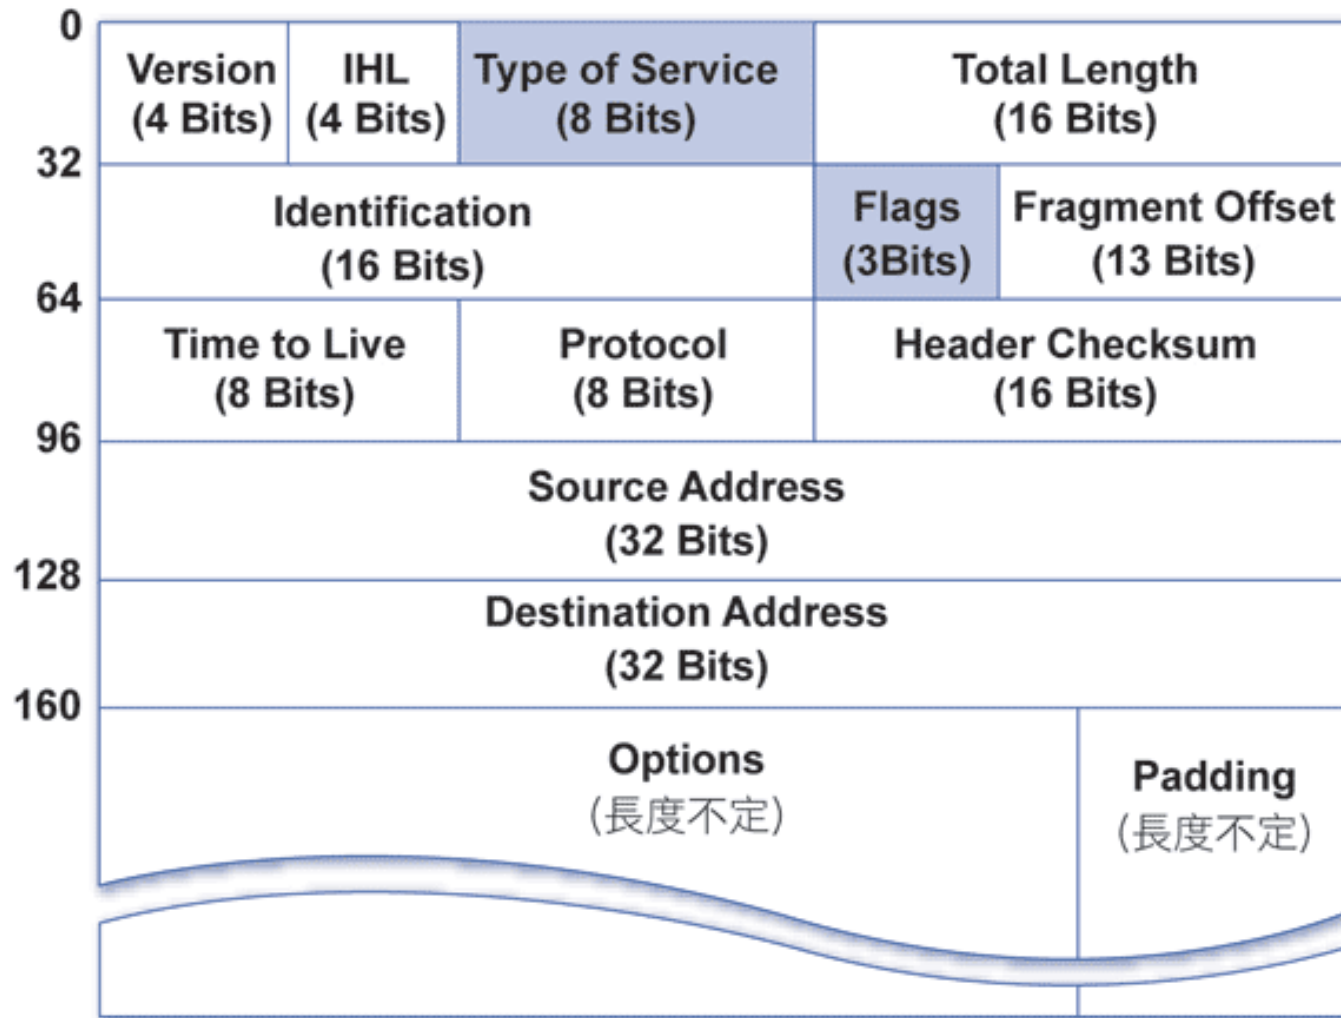 0
Version
(4 Bits)
IHL
(4 Bits)
Type of Service
(8 Bits)
Total Length
(16 Bits)
32
Identification
(16 Bits)
Flags
(3Bits)
Fragment Offset
(13 Bits)
64
Time to Live
(8 Bits)
Protocol
(8 Bits)
Header Checksum
(16 Bits)
96
Source Address
(32 Bits)
128
Destination Address
(32 Bits)
160
Options
(長度不定)
Padding
(長度不定)